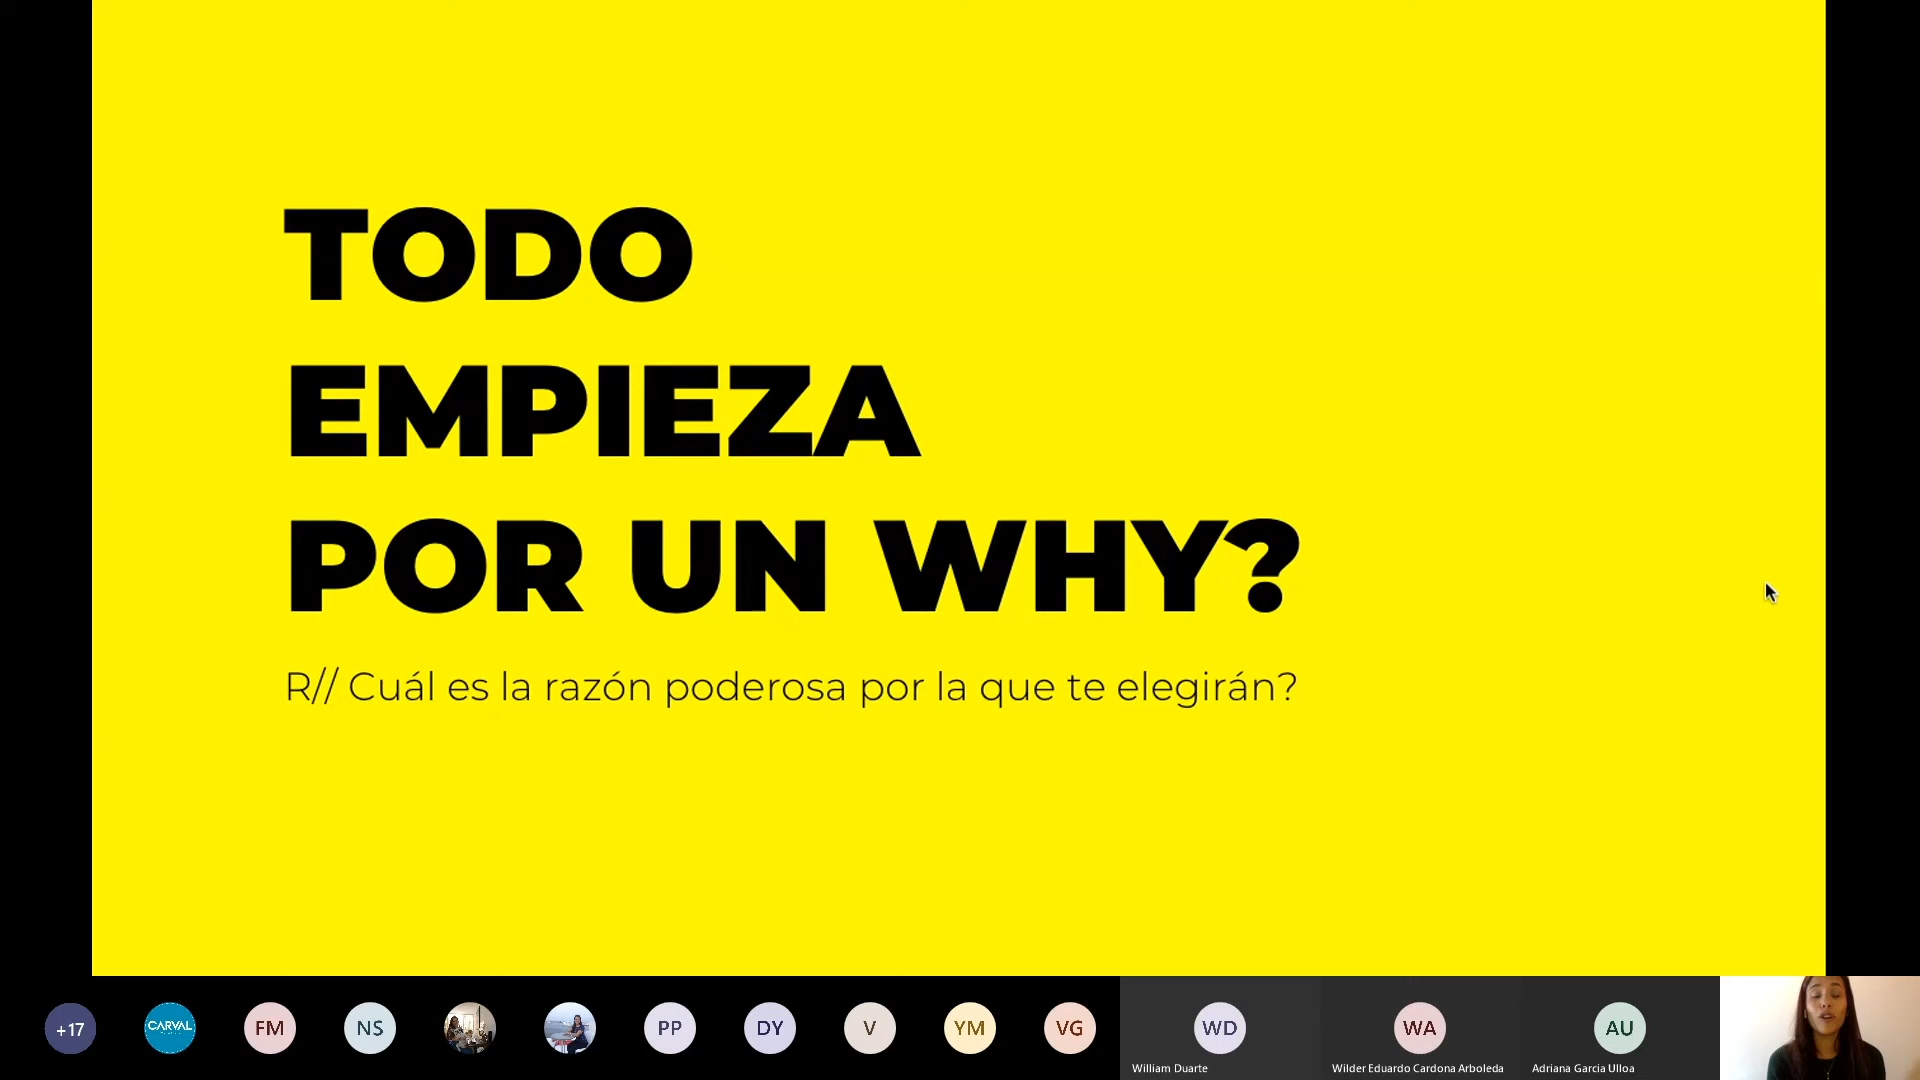 TODO
EMPIEZA
POR UN WHY?
R// Cuál es la razón poderosa por la que te elegirán?
+17
CARVAL
FM
NS
PP
DY
V
YM
VG
WD
WA
AU
William Duarte
Wilder Eduardo Cardona Arboleda
Adriana Garcia Ulloa